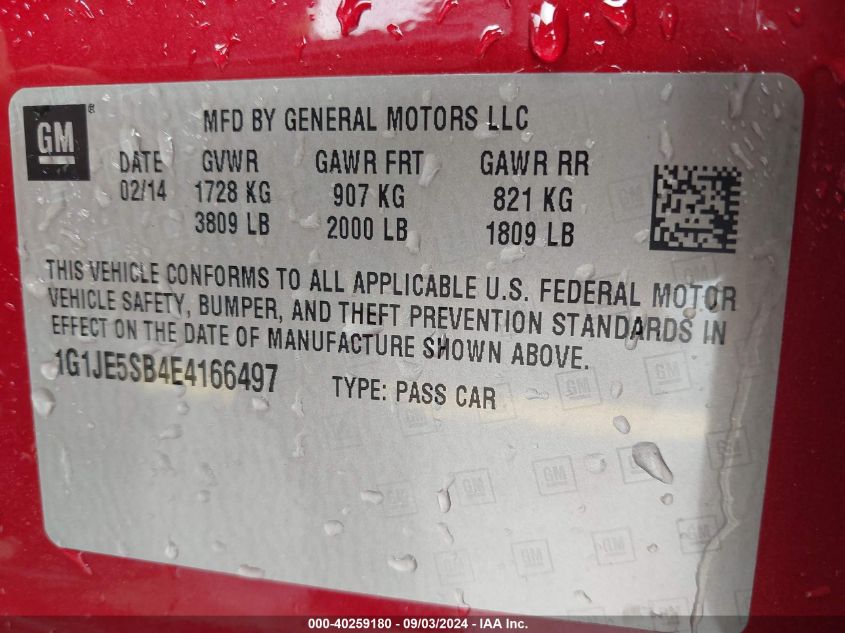 GM ®
MFD BY GENERAL MOTORS LLC
DATE GVWR GAWR FRT GAWR RR
02/14 1728 KG 907 KG 821 KG
3809 LB 2000 LB 1809 LB
THIS VEHICLE CONFORMS TO ALL APPLICABLE U.S. FEDERAL MOTOR
VEHICLE SAFETY, BUMPER, AND THEFT PREVENTION STANDARDS IN
EFFECT ON THE DATE OF MANUFACTURE SHOWN ABOVE.
1G1JE5SB4E4166497 TYPE: PASS CAR
000-40259180 - 09/03/2024 - IAA Inc.